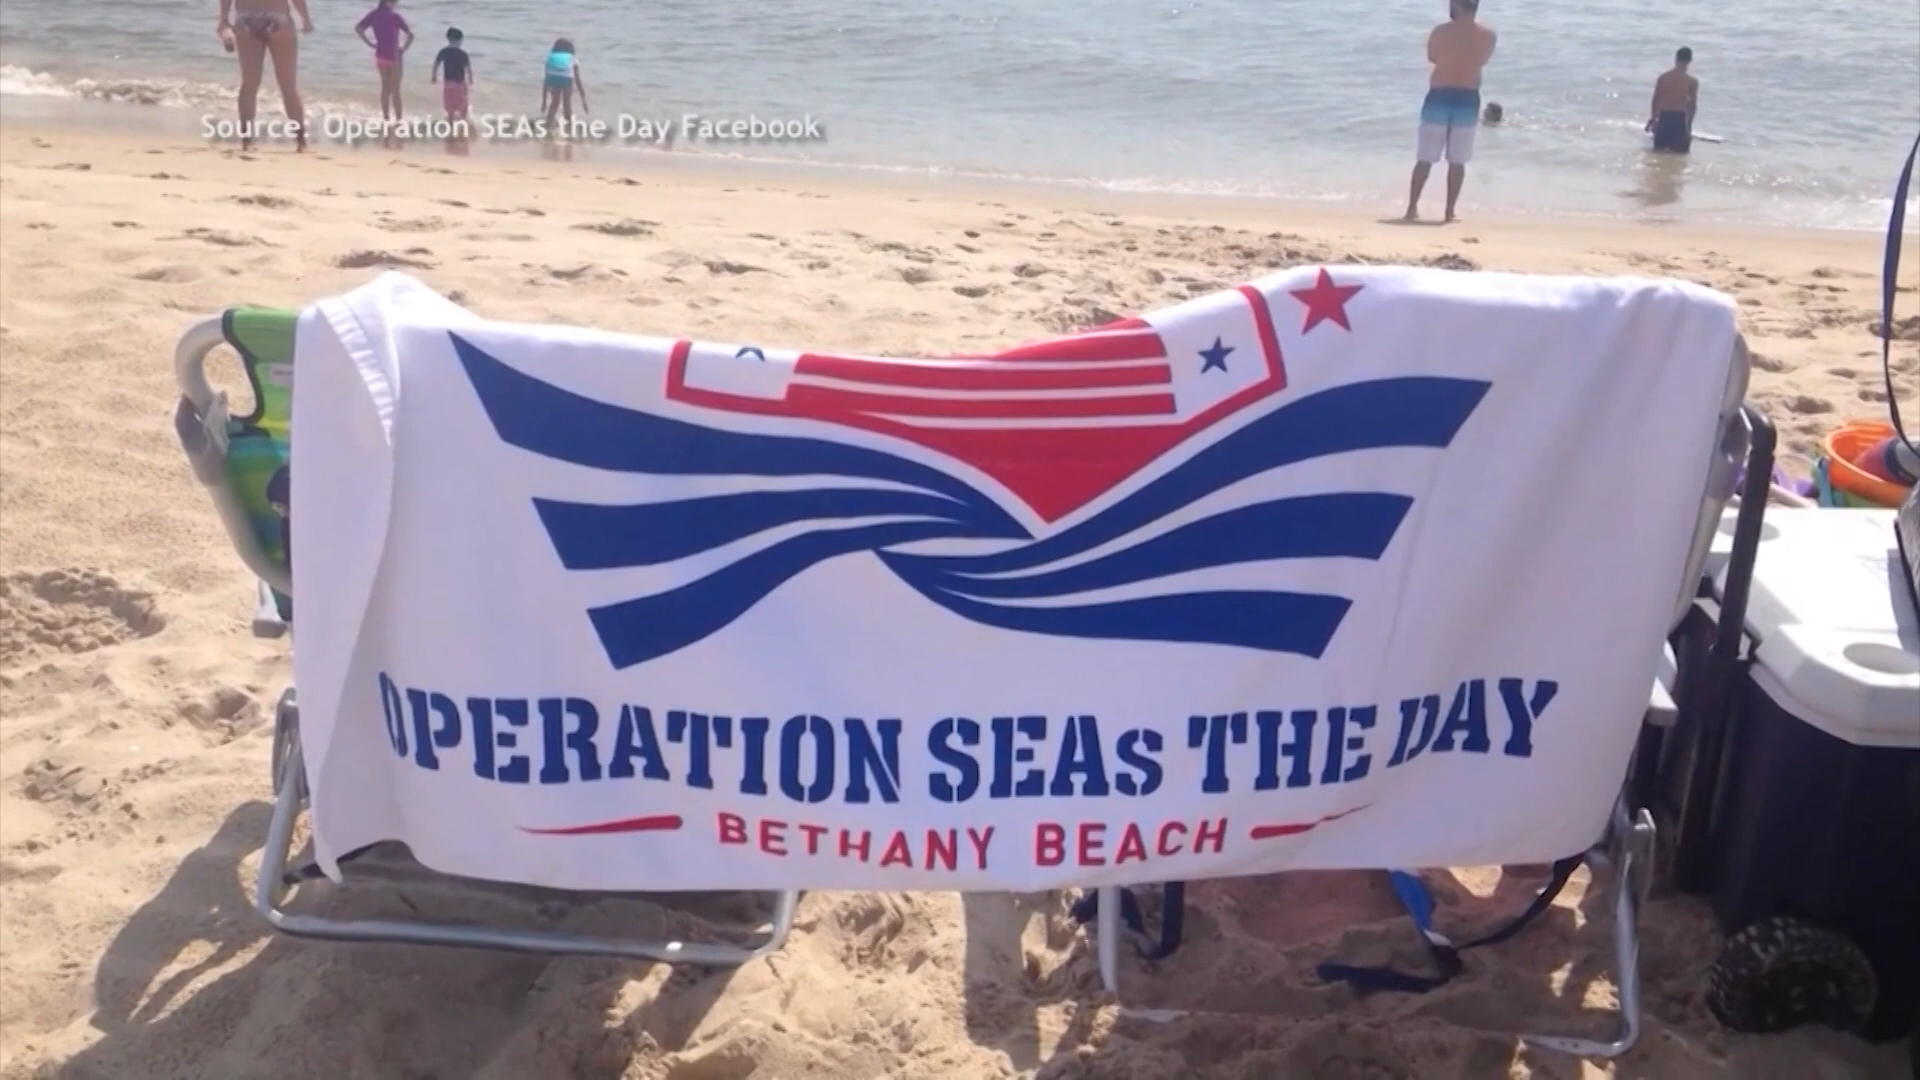 Source: Operation SEAs the Day Facebook
OPERATION SEAs THE DAY
BETHANY BEACH